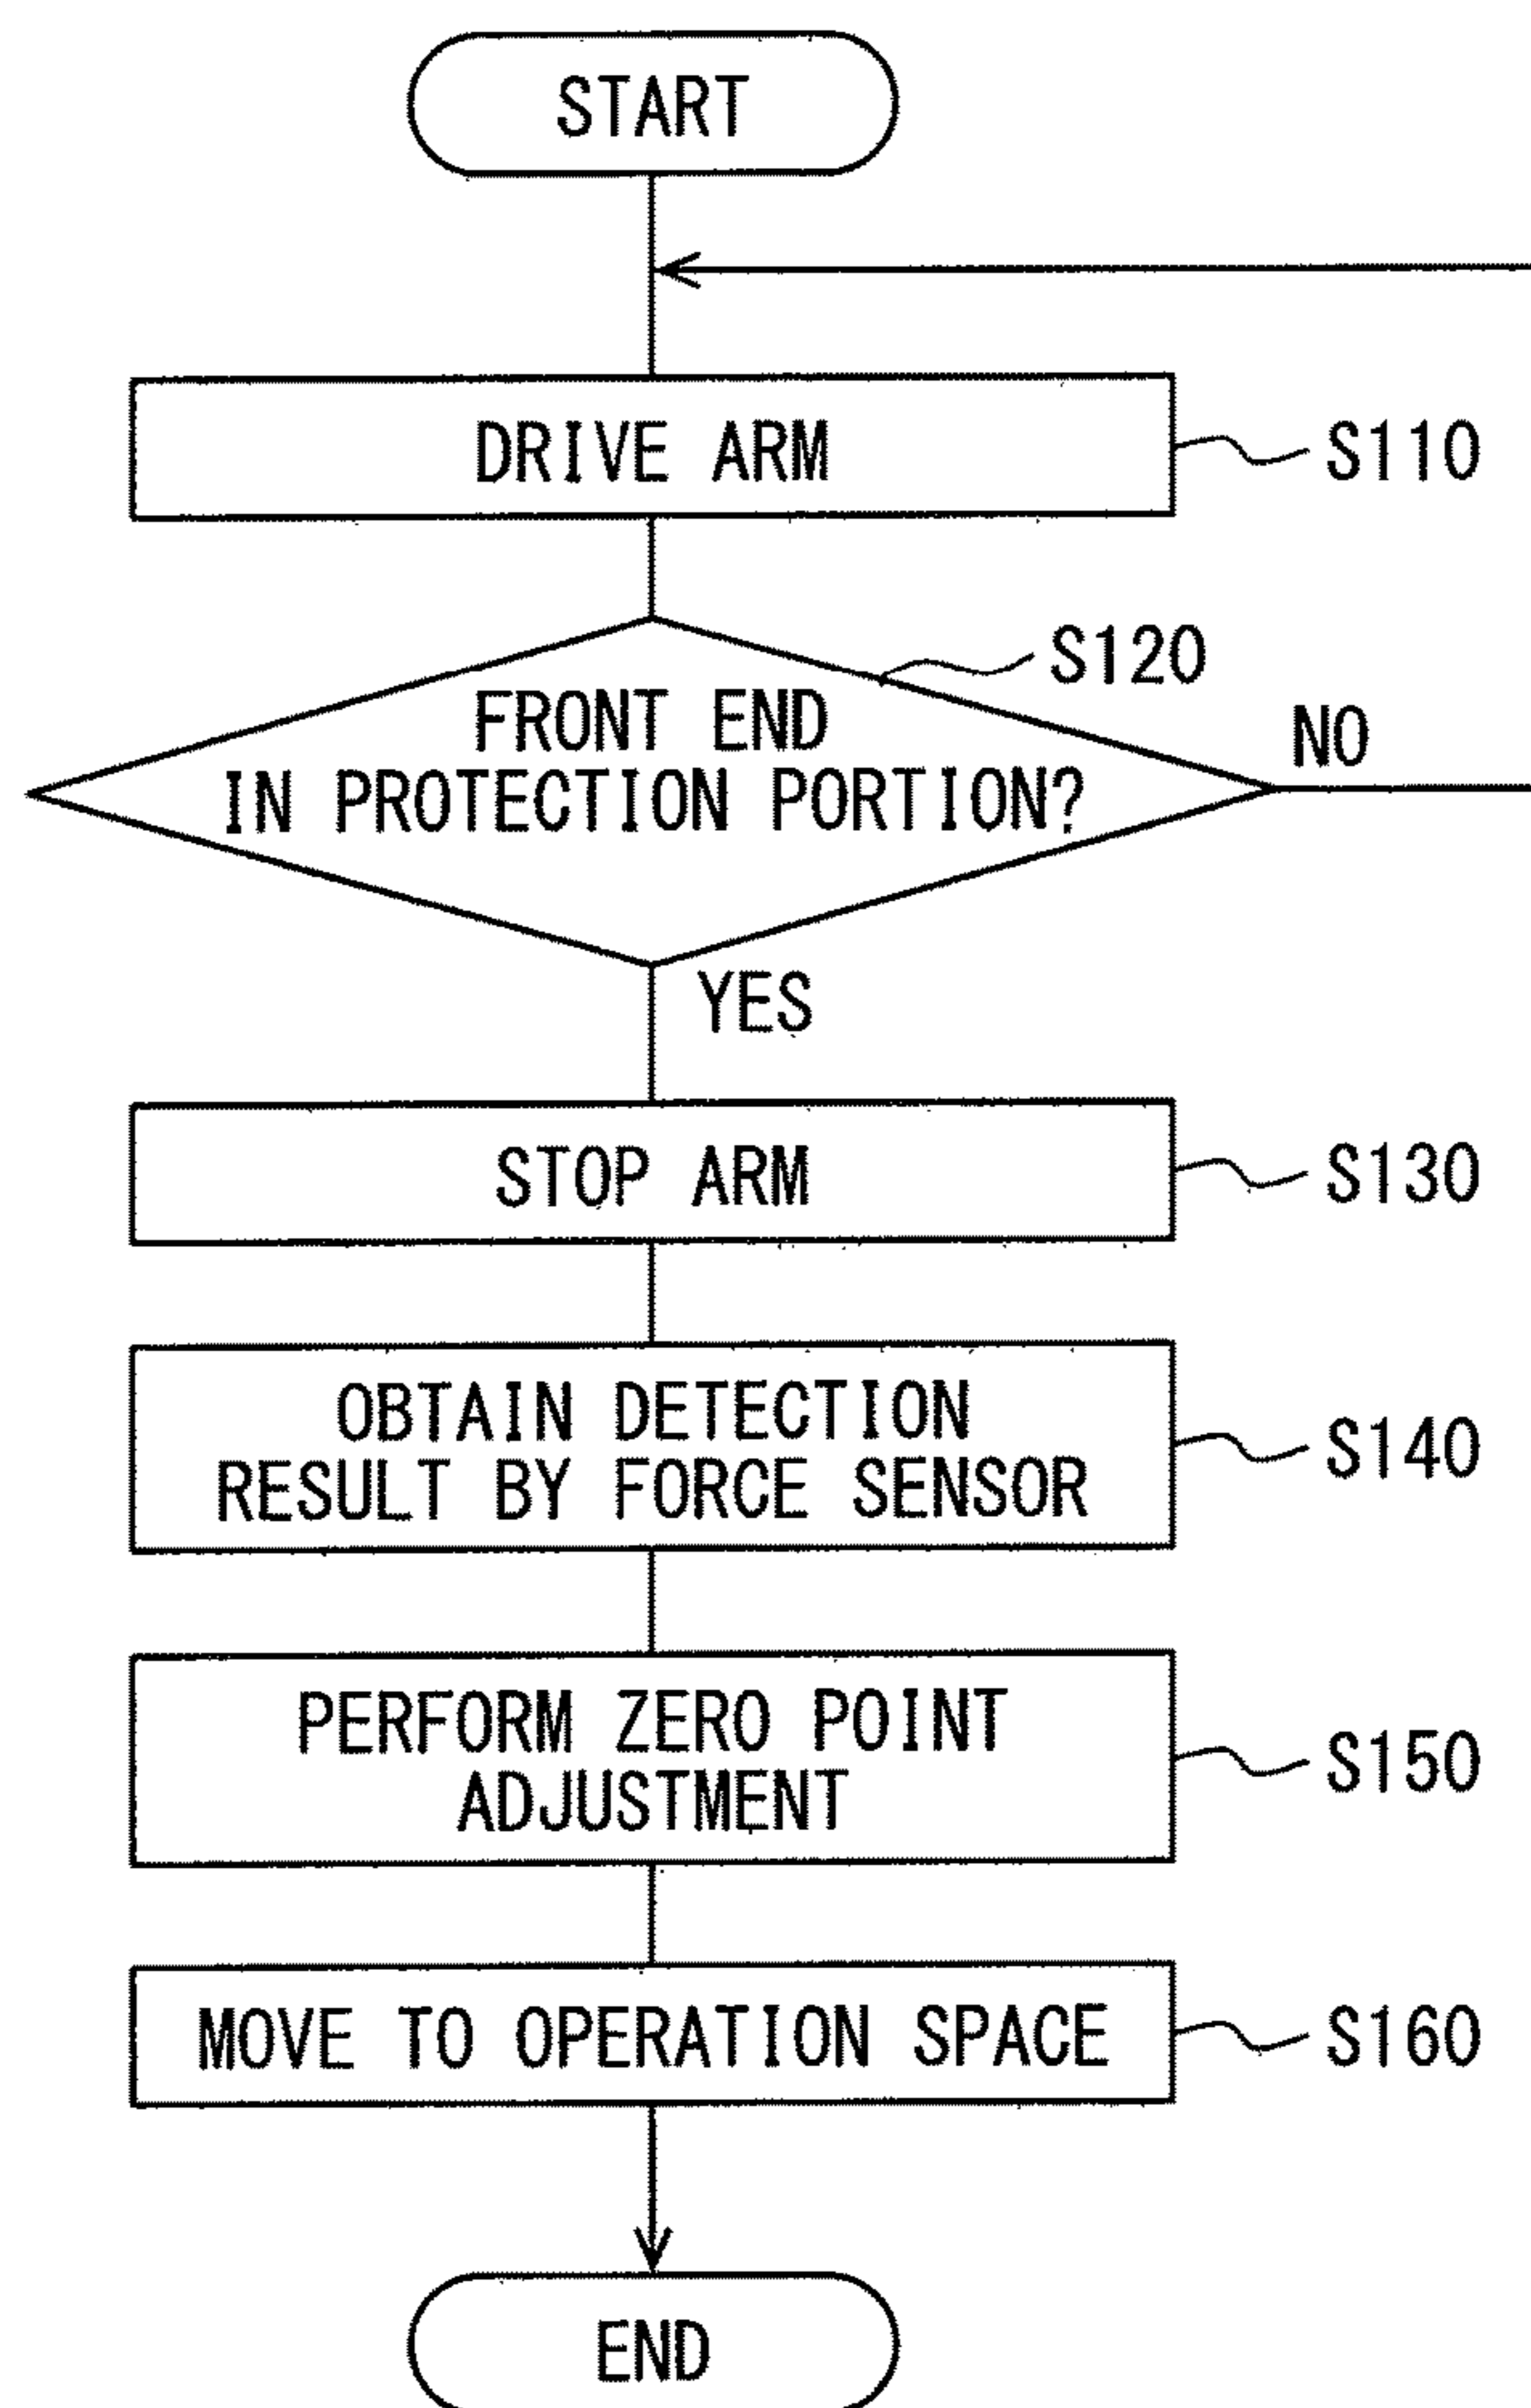 START
DRIVE ARM
S110
S120
FRONT END
IN PROTECTION PORTION?
NO
YES
STOP ARM
S130
OBTAIN DETECTION
RESULT BY FORCE SENSOR
S140
PERFORM ZERO POINT
ADJUSTMENT
S150
MOVE TO OPERATION SPACE
S160
END